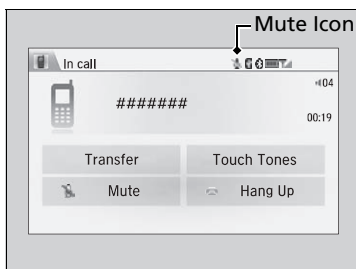 Mute Icon
In call
04
#######
00:19
Transfer Touch Tones
Mute Hang Up